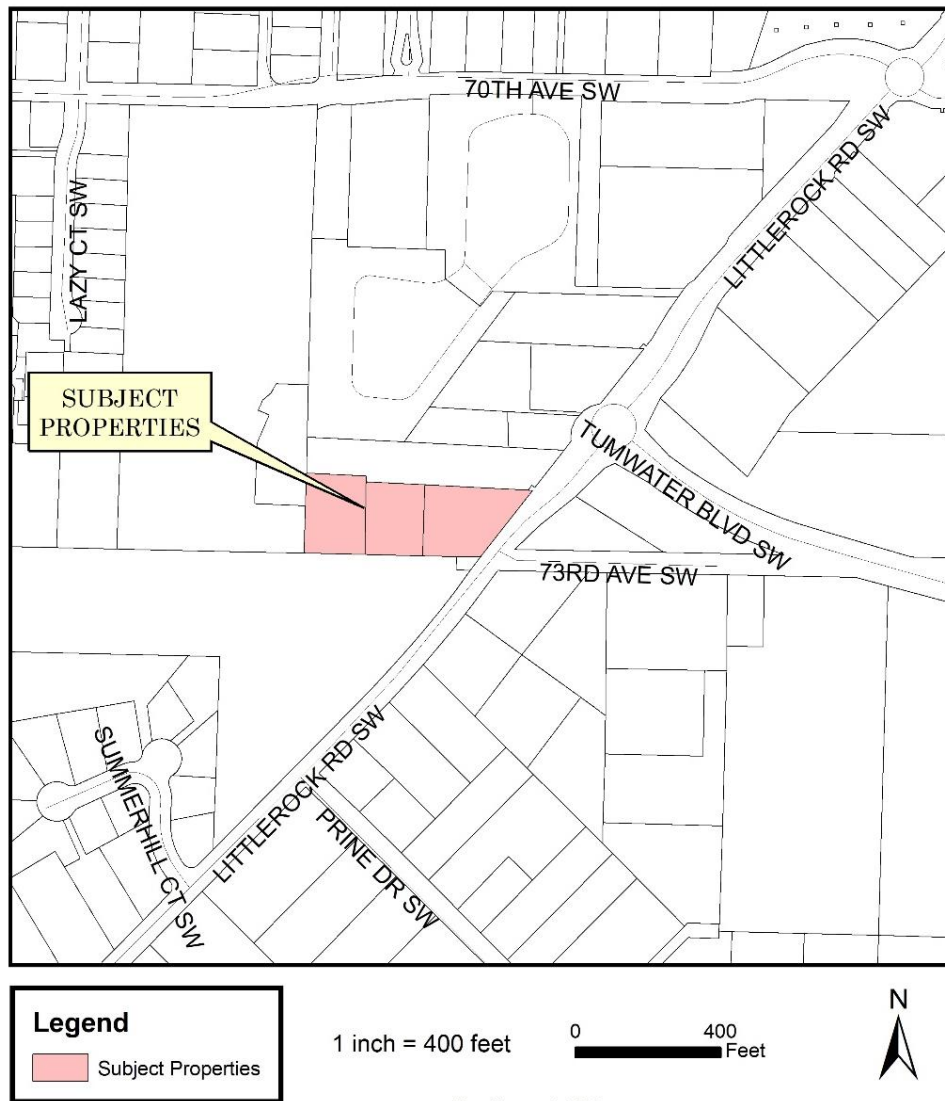 70TH AVE SW
LITTLEROCK RD SW
LAZY CT SW
SUBJECT
PROPERTIES
TUMWATER BLVD SW
73RD AVE SW
SUMMERHILL CT SW
LITTLEROCK RD SW
PRINE DR SW
Legend
Subject Properties
1 inch = 400 feet
0 400
Feet
N